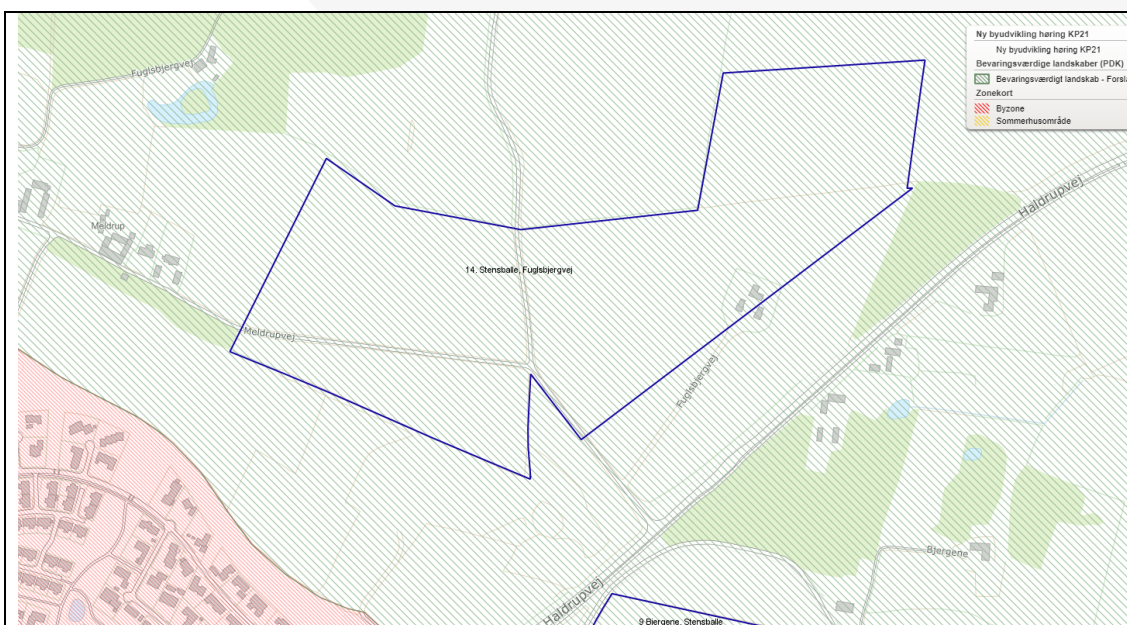 Ny byudvikling høring KP21
Ny byudvikling høring KP21
Bevaringsværdige landskaber (PDK)
Bevaringsværdigt landskab - Forsla
Zonekort
Byzone
Sommerhusområde
Fuglsbjergvej
Haldrupvej
Meldrup
14. Stensballe, Fuglsbjergvej
Meldrupvej
Fuglsbjergvej
Bjergene
Haldrupvej
9 Bjergene, Stensballe